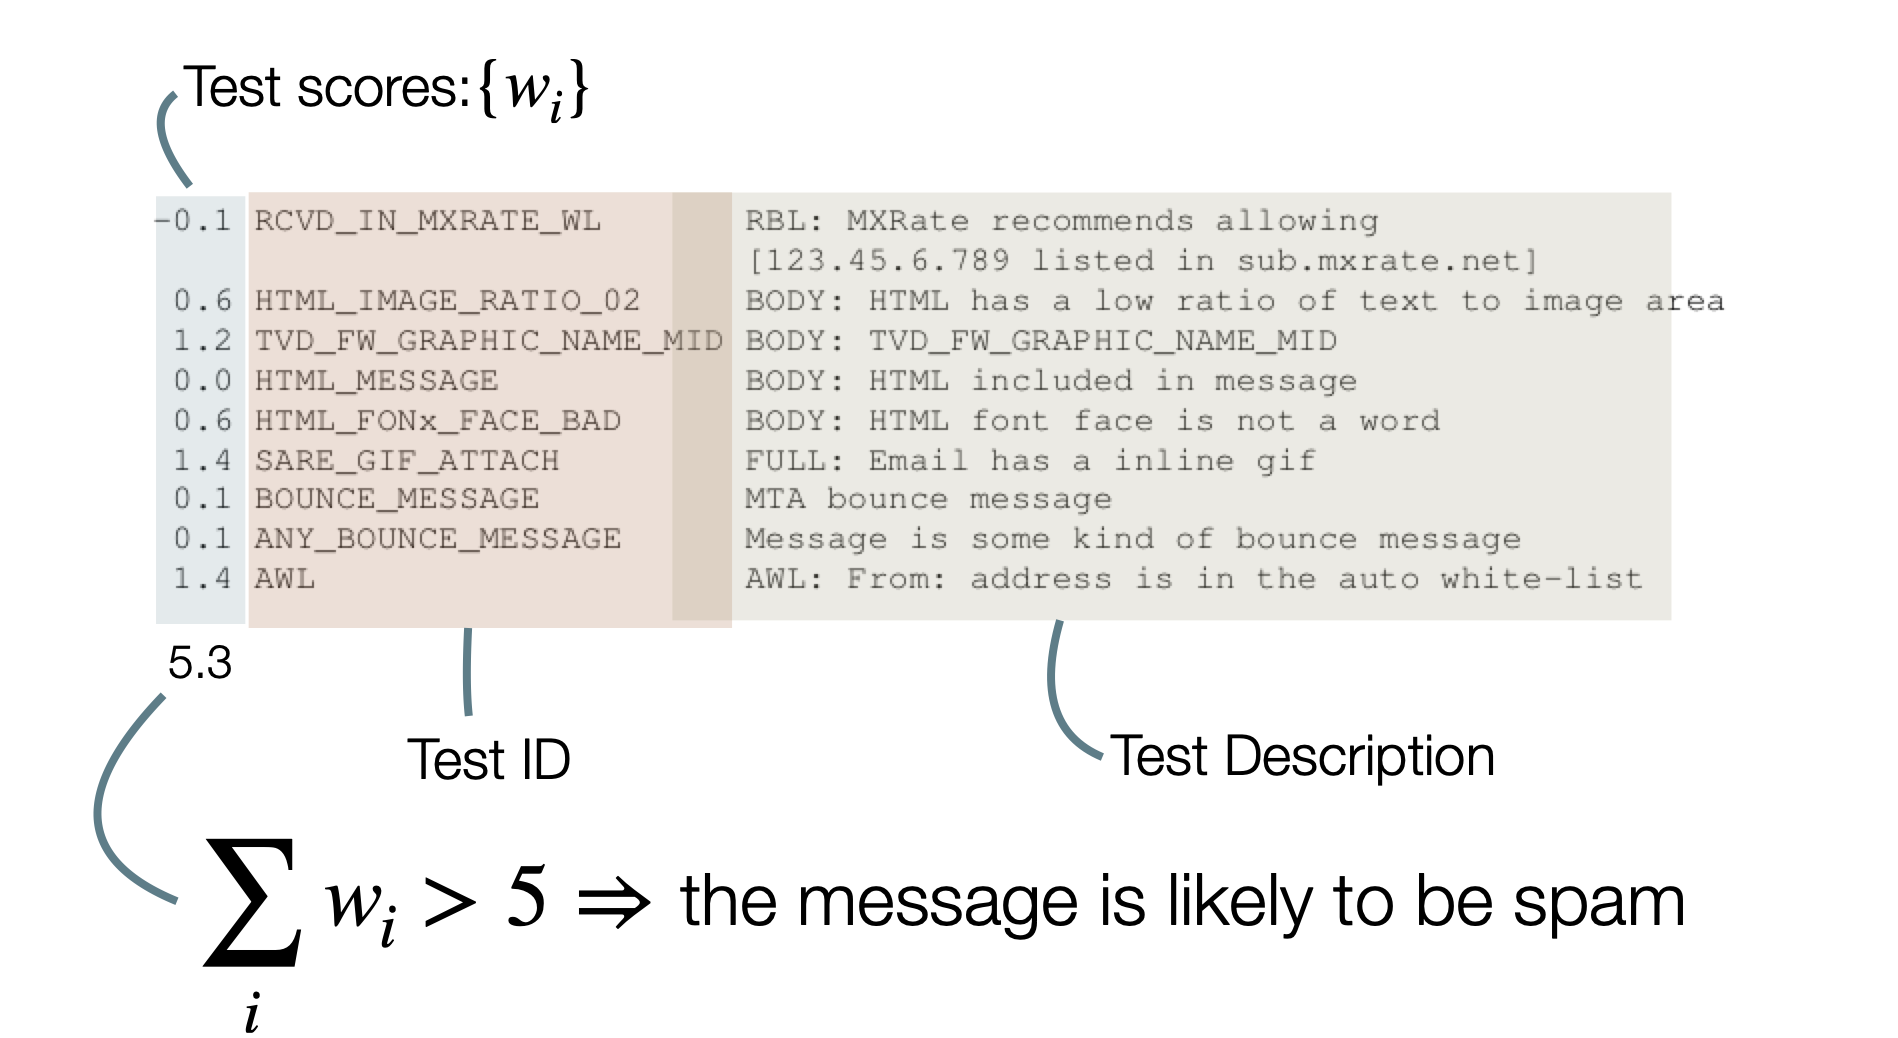 Test scores: {wᵢ}
-0.1 RCVD_IN_MXRATE_WL RBL: MXRate recommends allowing
[123.45.6.789 listed in sub.mxrate.net]
0.6 HTML_IMAGE_RATIO_02 BODY: HTML has a low ratio of text to image area
1.2 TVD_FW_GRAPHIC_NAME_MID BODY: TVD_FW_GRAPHIC_NAME_MID
0.0 HTML_MESSAGE BODY: HTML included in message
0.6 HTML_FONx_FACE_BAD BODY: HTML font face is not a word
1.4 SARE_GIF_ATTACH FULL: Email has a inline gif
0.1 BOUNCE_MESSAGE MTA bounce message
0.1 ANY_BOUNCE_MESSAGE Message is some kind of bounce message
1.4 AWL AWL: From: address is in the auto white-list
5.3
Test ID
Test Description
∑ wᵢ > 5 ⇒ the message is likely to be spam
i